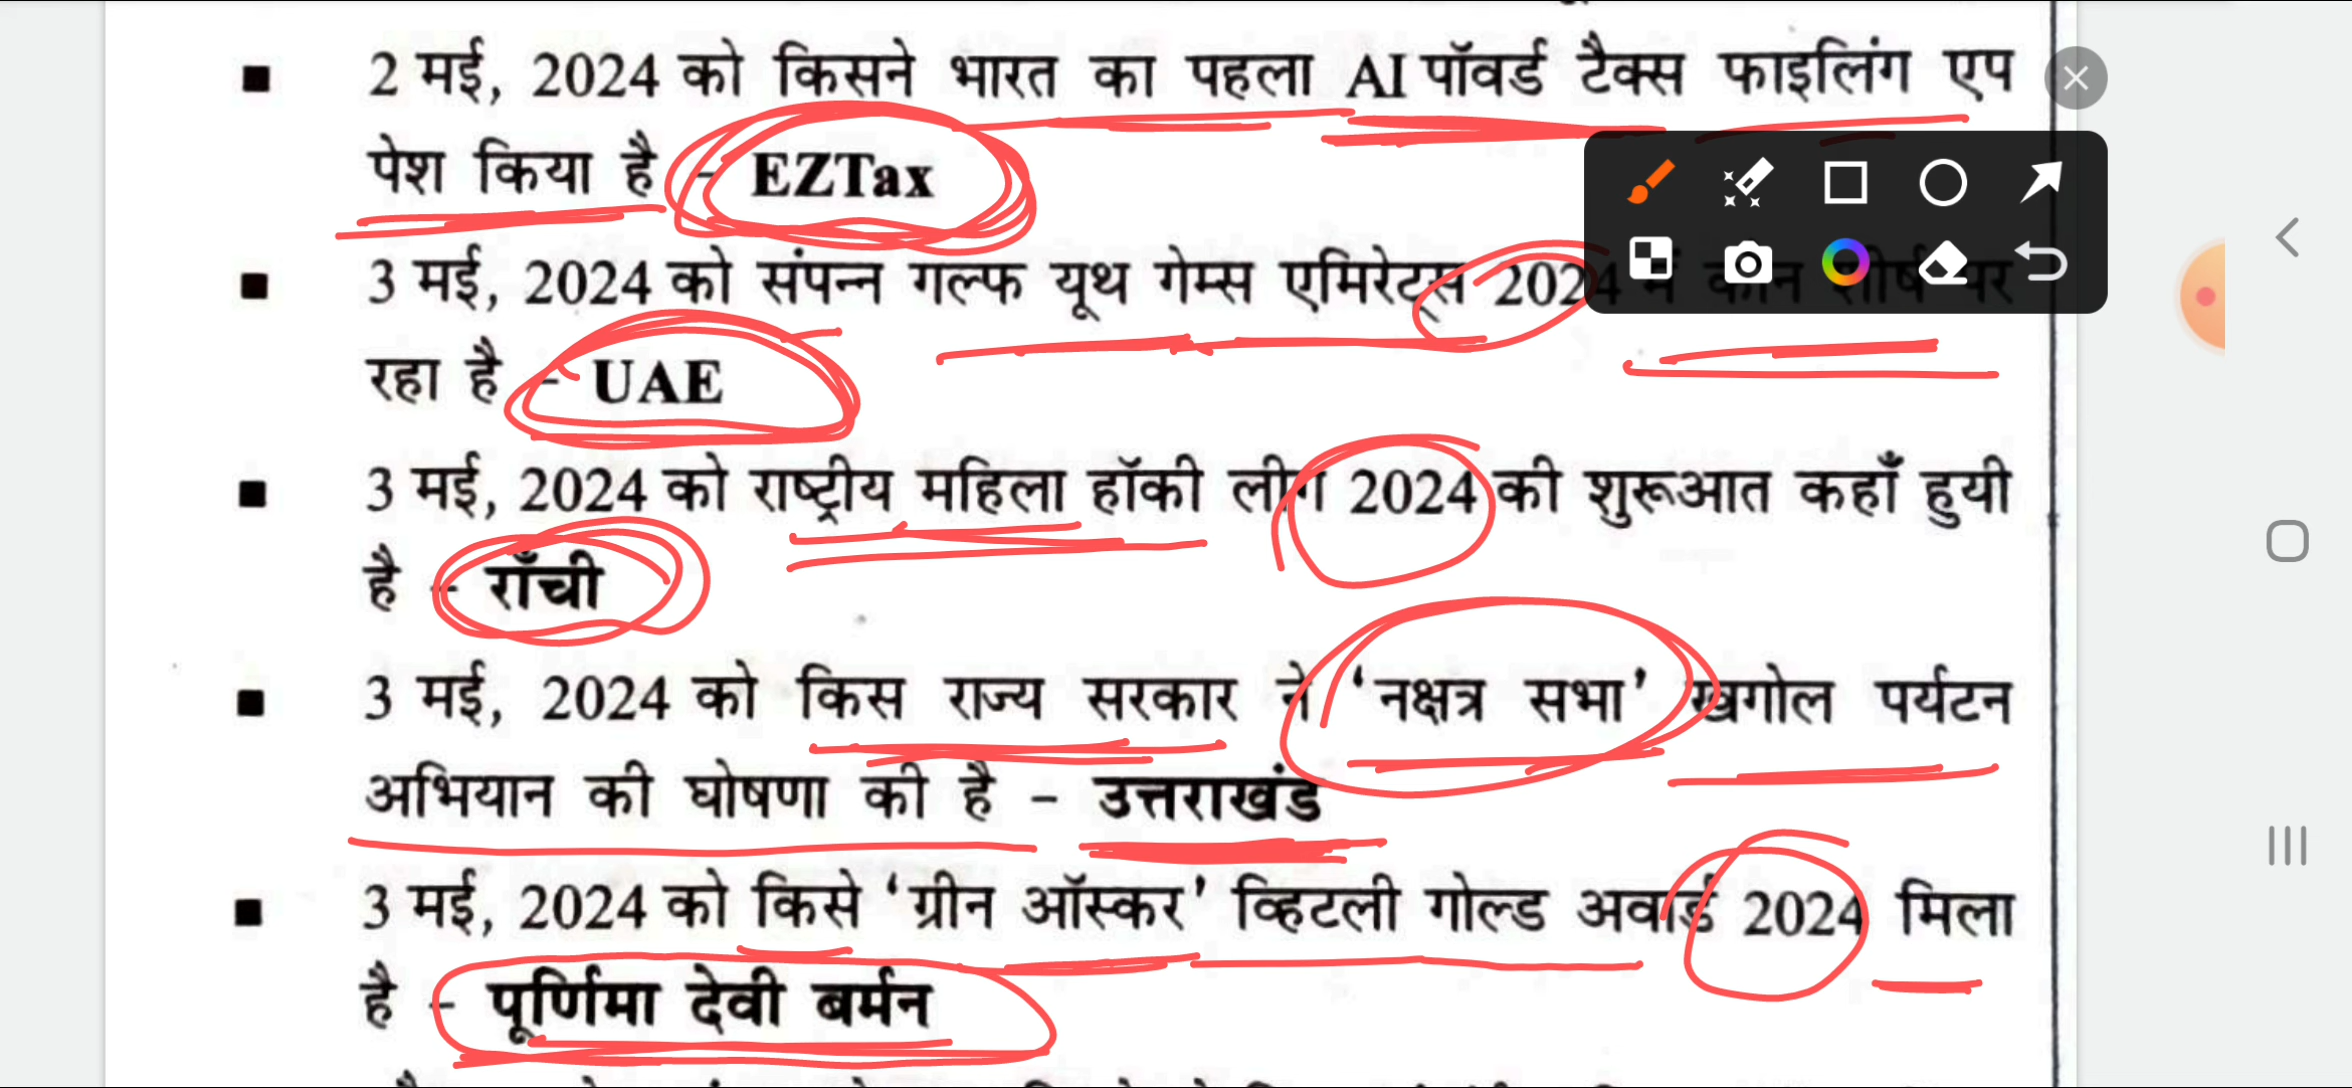 ■ 2 मई, 2024 को किसने भारत का पहला AI पॉवर्ड टैक्स फाइलिंग एप
पेश किया है - EZTax
■ 3 मई, 2024 को संपन्न गल्फ यूथ गेम्स एमिरेट्स 2024 में कौन शीर्ष पर
रहा है - UAE
■ 3 मई, 2024 को राष्ट्रीय महिला हॉकी लीग 2024 की शुरूआत कहाँ हुयी
है - राँची
■ 3 मई, 2024 को किस राज्य सरकार ने ‘नक्षत्र सभा’ खगोल पर्यटन
अभियान की घोषणा की है - उत्तराखंड
■ 3 मई, 2024 को किसे ‘ग्रीन ऑस्कर’ व्हिटली गोल्ड अवार्ड 2024 मिला
है - पूर्णिमा देवी बर्मन